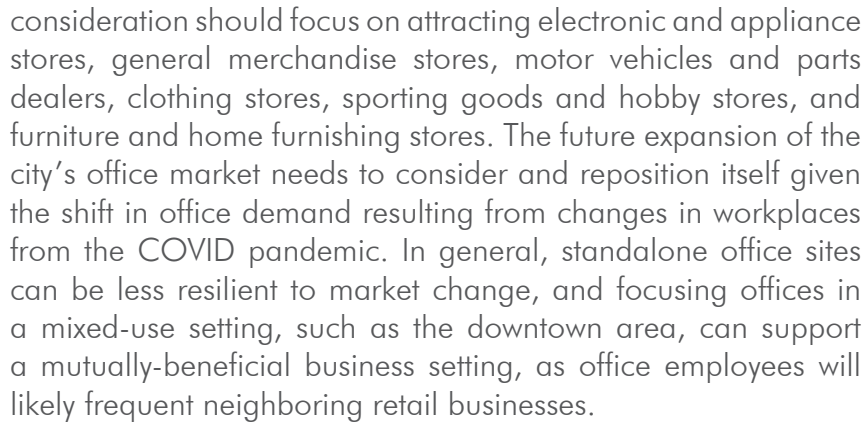 consideration should focus on attracting electronic and appliance
stores, general merchandise stores, motor vehicles and parts
dealers, clothing stores, sporting goods and hobby stores, and
furniture and home furnishing stores. The future expansion of the
city’s office market needs to consider and reposition itself given
the shift in office demand resulting from changes in workplaces
from the COVID pandemic. In general, standalone office sites
can be less resilient to market change, and focusing offices in
a mixed-use setting, such as the downtown area, can support
a mutually-beneficial business setting, as office employees will
likely frequent neighboring retail businesses.